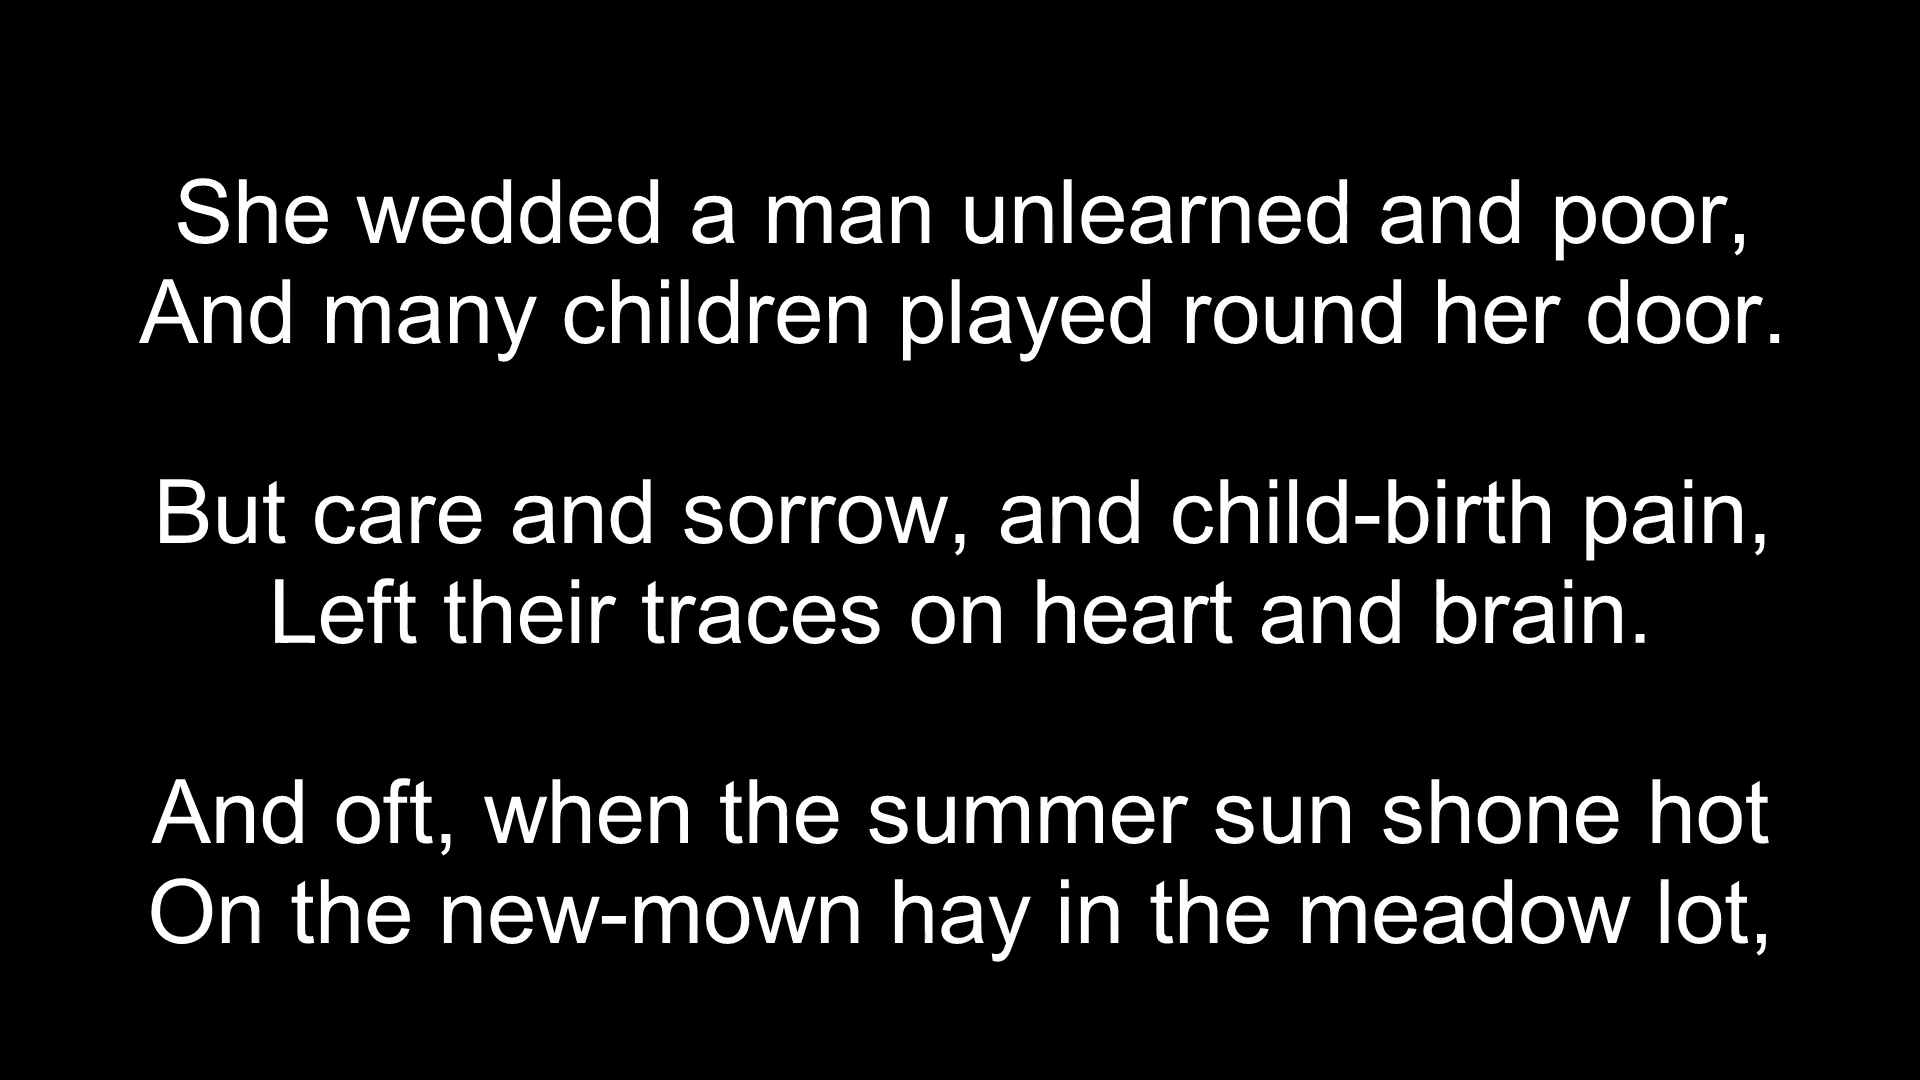 She wedded a man unlearned and poor,
And many children played round her door.
But care and sorrow, and child-birth pain,
Left their traces on heart and brain.
And oft, when the summer sun shone hot
On the new-mown hay in the meadow lot,